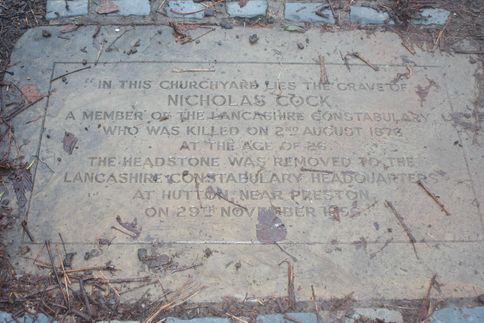 "IN THIS CHURCHYARD LIES THE GRAVE OF
NICHOLAS COCK
A MEMBER OF THE LANCASHIRE CONSTABULARY
WHO WAS KILLED ON 2ND AUGUST 1876
AT THE AGE OF
THE HEADSTONE WAS REMOVED TO THE
LANCASHIRE CONSTABULARY HEADQUARTERS
AT HUTTON NEAR PRESTON
ON 29TH NOVEMBER